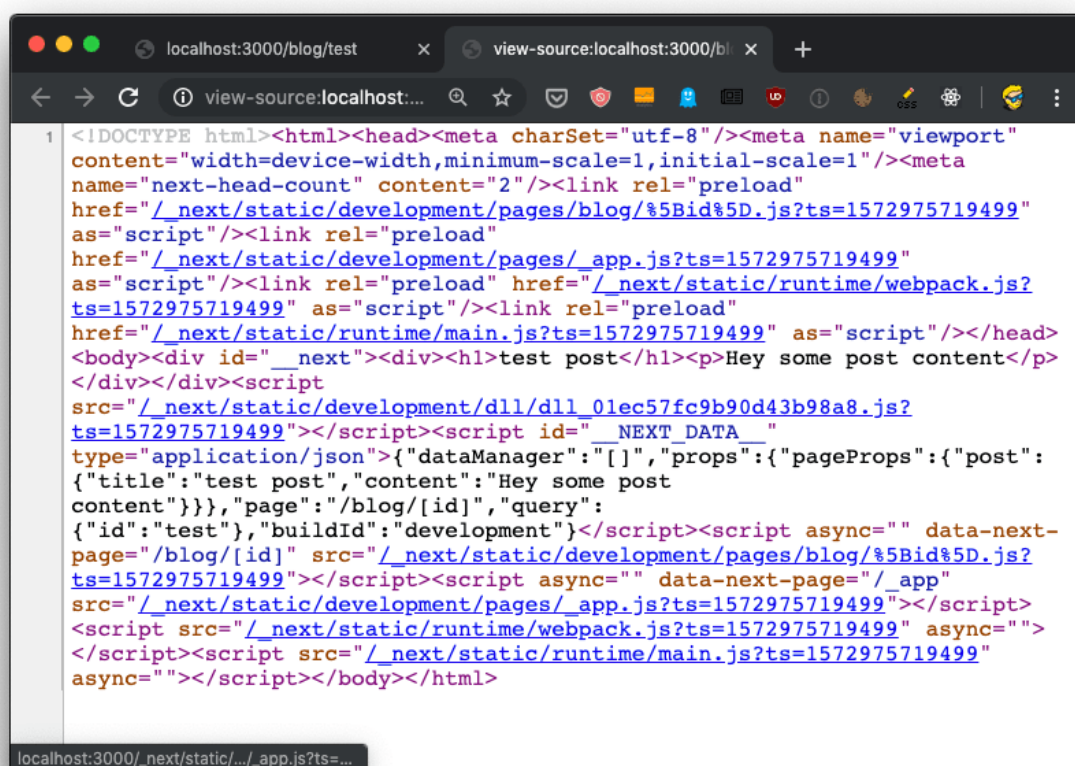 localhost:3000/blog/test
view-source:localhost:3000/bl
view-source:localhost:...
css
1
<!DOCTYPE html><html><head><meta charSet="utf-8"/><meta name="viewport"
content="width=device-width,minimum-scale=1,initial-scale=1"/><meta
name="next-head-count" content="2"/><link rel="preload"
href="/_next/static/development/pages/blog/%5Bid%5D.js?ts=1572975719499"
as="script"/><link rel="preload"
href="/_next/static/development/pages/_app.js?ts=1572975719499"
as="script"/><link rel="preload" href="/_next/static/runtime/webpack.js?
ts=1572975719499" as="script"/><link rel="preload"
href="/_next/static/runtime/main.js?ts=1572975719499" as="script"/></head>
<body><div id="__next"><div><h1>test post</h1><p>Hey some post content</p>
</div></div><script
src="/_next/static/development/dll/dll_01ec57fc9b90d43b98a8.js?
ts=1572975719499"></script><script id="__NEXT_DATA__"
type="application/json">{"dataManager":"[]","props":{"pageProps":{"post":
{"title":"test post","content":"Hey some post
content"}}},"page":"/blog/[id]","query":
{"id":"test"},"buildId":"development"}</script><script async="" data-next-
page="/blog/[id]" src="/_next/static/development/pages/blog/%5Bid%5D.js?
ts=1572975719499"></script><script async="" data-next-page="/_app"
src="/_next/static/development/pages/_app.js?ts=1572975719499"></script>
<script src="/_next/static/runtime/webpack.js?ts=1572975719499" async="">
</script><script src="/_next/static/runtime/main.js?ts=1572975719499"
async=""></script></body></html>
localhost:3000/_next/static/.../_app.js?ts=...